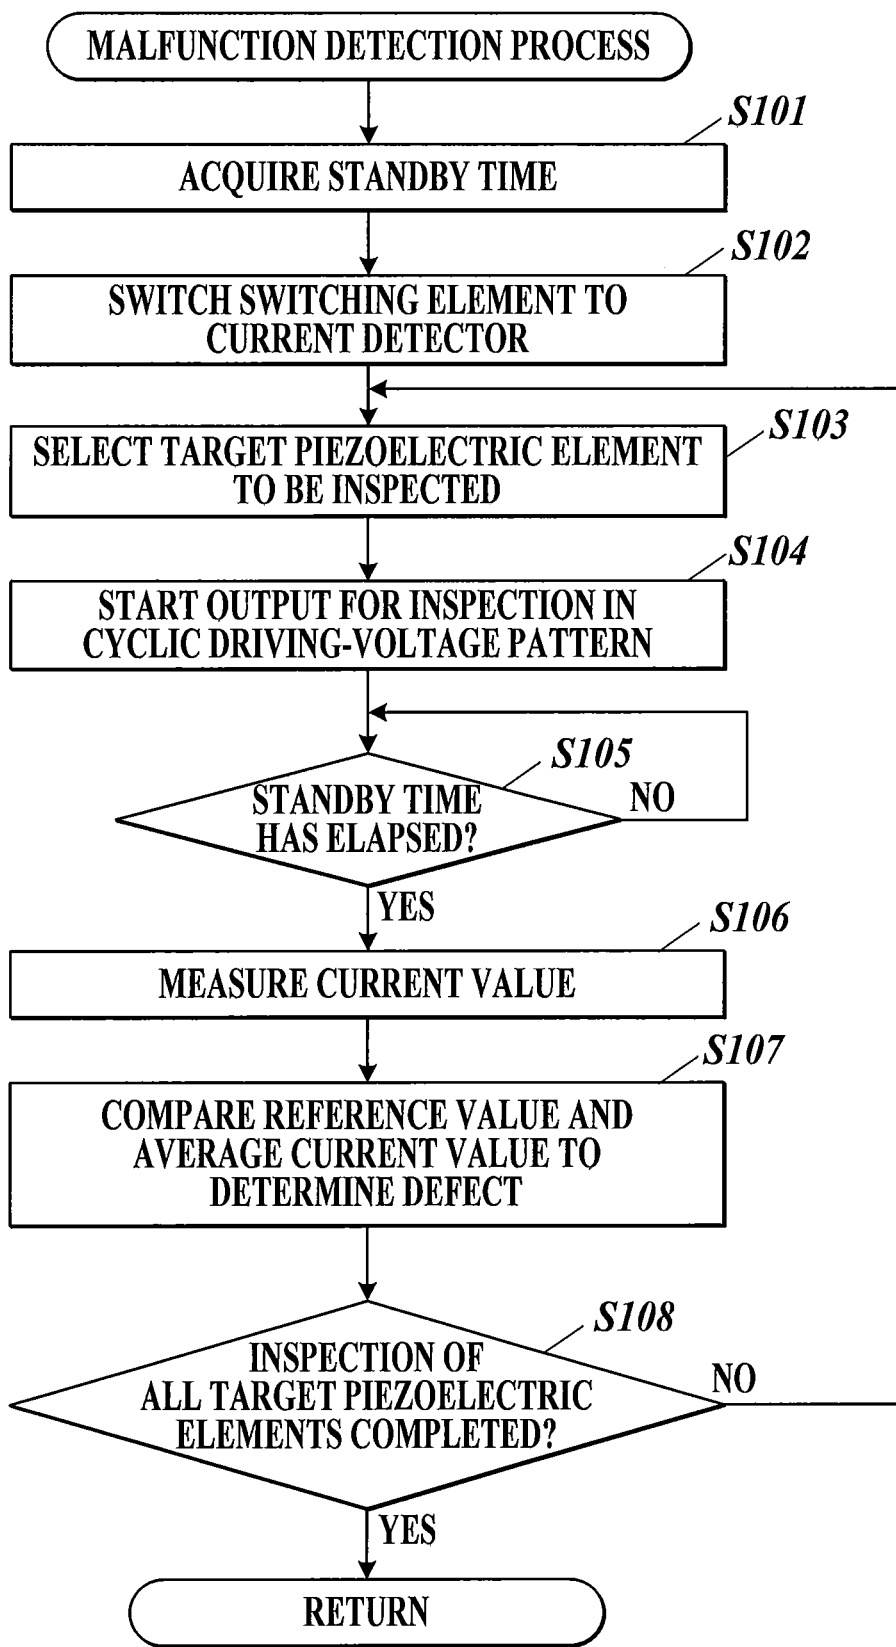 MALFUNCTION DETECTION PROCESS
S101
ACQUIRE STANDBY TIME
S102
SWITCH SWITCHING ELEMENT TO
CURRENT DETECTOR
S103
SELECT TARGET PIEZOELECTRIC ELEMENT
TO BE INSPECTED
S104
START OUTPUT FOR INSPECTION IN
CYCLIC DRIVING-VOLTAGE PATTERN
S105
STANDBY TIME
HAS ELAPSED?
NO
YES
S106
MEASURE CURRENT VALUE
S107
COMPARE REFERENCE VALUE AND
AVERAGE CURRENT VALUE TO
DETERMINE DEFECT
S108
INSPECTION OF
ALL TARGET PIEZOELECTRIC
ELEMENTS COMPLETED?
NO
YES
RETURN